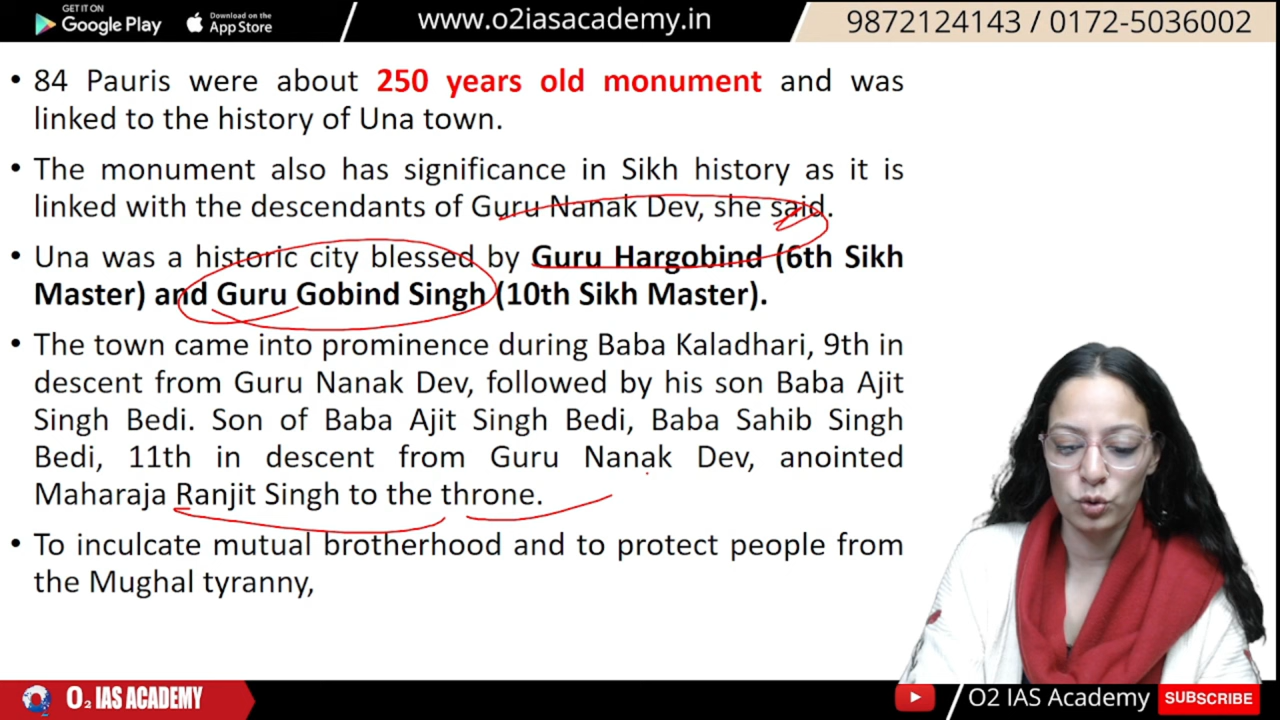 GET IT ON
Google Play
Download on the
App Store
www.o2iasacademy.in
9872124143 / 0172-5036002
• 84 Pauris were about 250 years old monument and was
linked to the history of Una town.
• The monument also has significance in Sikh history as it is
linked with the descendants of Guru Nanak Dev, she said.
• Una was a historic city blessed by Guru Hargobind (6th Sikh
Master) and Guru Gobind Singh (10th Sikh Master).
• The town came into prominence during Baba Kaladhari, 9th in
descent from Guru Nanak Dev, followed by his son Baba Ajit
Singh Bedi. Son of Baba Ajit Singh Bedi, Baba Sahib Singh
Bedi, 11th in descent from Guru Nanak Dev, anointed
Maharaja Ranjit Singh to the throne.
• To inculcate mutual brotherhood and to protect people from
the Mughal tyranny,
O₂ IAS ACADEMY
O2 IAS Academy
SUBSCRIBE